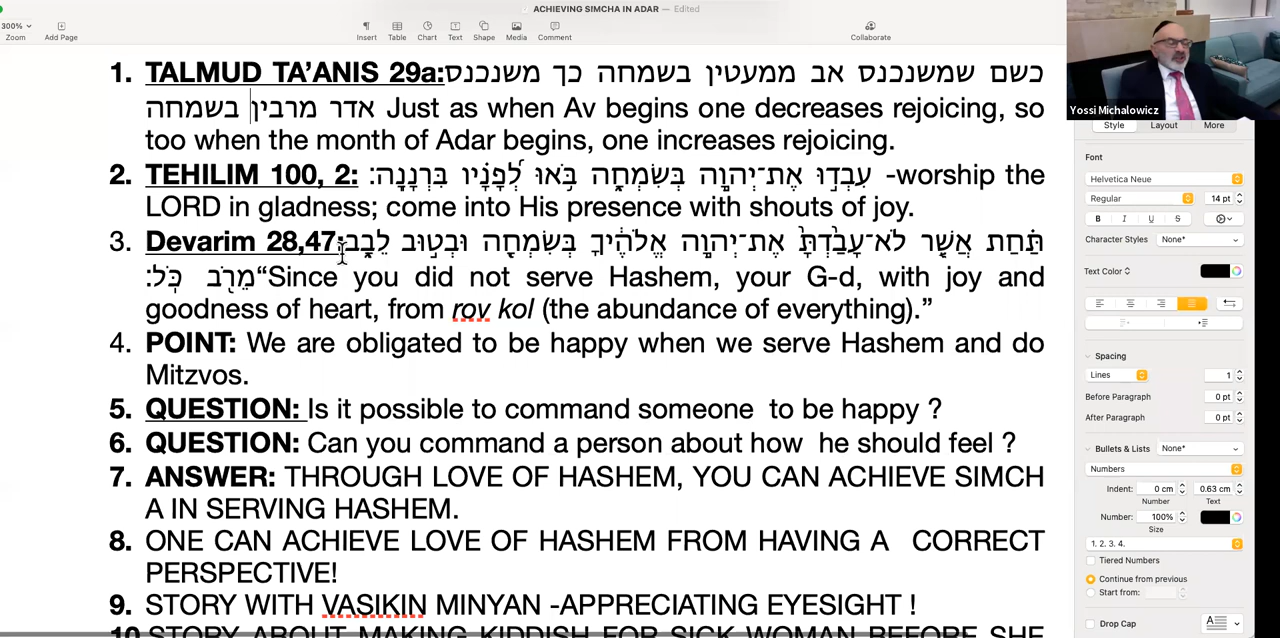 ACHIEVING SIMCHA IN ADAR — Edited
300%
Zoom
Add Page
Insert
Table
Chart
Text
Shape
Media
Comment
Collaborate
1. TALMUD TA’ANIS 29a: כשם שמשנכנס אב ממעטין בשמחה כך משנכנס
אדר מרבין בשמחה Just as when Av begins one decreases rejoicing, so
too when the month of Adar begins, one increases rejoicing.
2. TEHILIM 100, 2: עִבְד֣וּ אֶת־יְהֹוָ֣ה בְּשִׂמְחָ֑ה בֹּ֥אוּ לְ֝פָנָ֗יו בִּרְנָנָֽה: -worship the
LORD in gladness; come into His presence with shouts of joy.
3. Devarim 28,47: תַּ֗חַת אֲשֶׁ֤ר לֹא־עָבַ֙דְתָּ֙ אֶת־יְהֹוָ֣ה אֱלֹהֶ֔יךָ בְּשִׂמְחָ֖ה וּבְט֣וּב לֵבָ֑ב
מֵרֹ֖ב כֹּֽל: “Since you did not serve Hashem, your G-d, with joy and
goodness of heart, from rov kol (the abundance of everything).”
4. POINT: We are obligated to be happy when we serve Hashem and do
Mitzvos.
5. QUESTION: Is it possible to command someone to be happy ?
6. QUESTION: Can you command a person about how he should feel ?
7. ANSWER: THROUGH LOVE OF HASHEM, YOU CAN ACHIEVE SIMCH
A IN SERVING HASHEM.
8. ONE CAN ACHIEVE LOVE OF HASHEM FROM HAVING A CORRECT
PERSPECTIVE!
9. STORY WITH VASIKIN MINYAN -APPRECIATING EYESIGHT !
10 STORY ABOUT MAKING KIDDISH FOR SICK WOMAN BEFORE SHE
Yossi Michalowicz
Style Layout More
Font
Helvetica Neue
Regular 14 pt
B I U S
Character Styles None*
Text Color
Spacing
Lines 1
Before Paragraph 0 pt
After Paragraph 0 pt
Bullets & Lists None*
Numbers
Indent: 0 cm 0.63 cm
Number Text
Number: 100%
Size
1. 2. 3. 4.
Tiered Numbers
Continue from previous
Start from:
Drop Cap